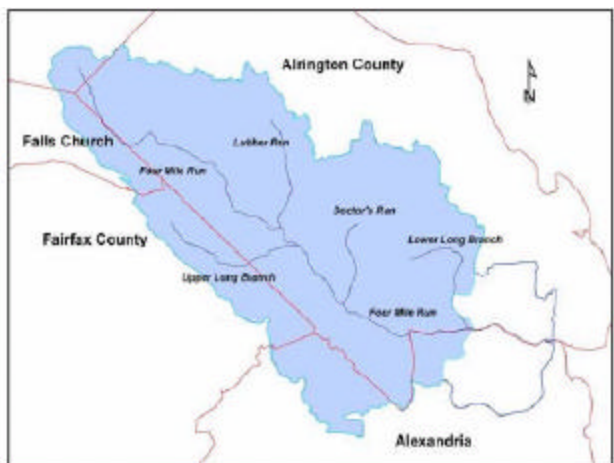 Alrington County
N
Falls Church
Lubber Run
Four Mile Run
Doctor's Run
Fairfax County
Lower Long Branch
Upper Long Branch
Four Mile Run
Alexandria